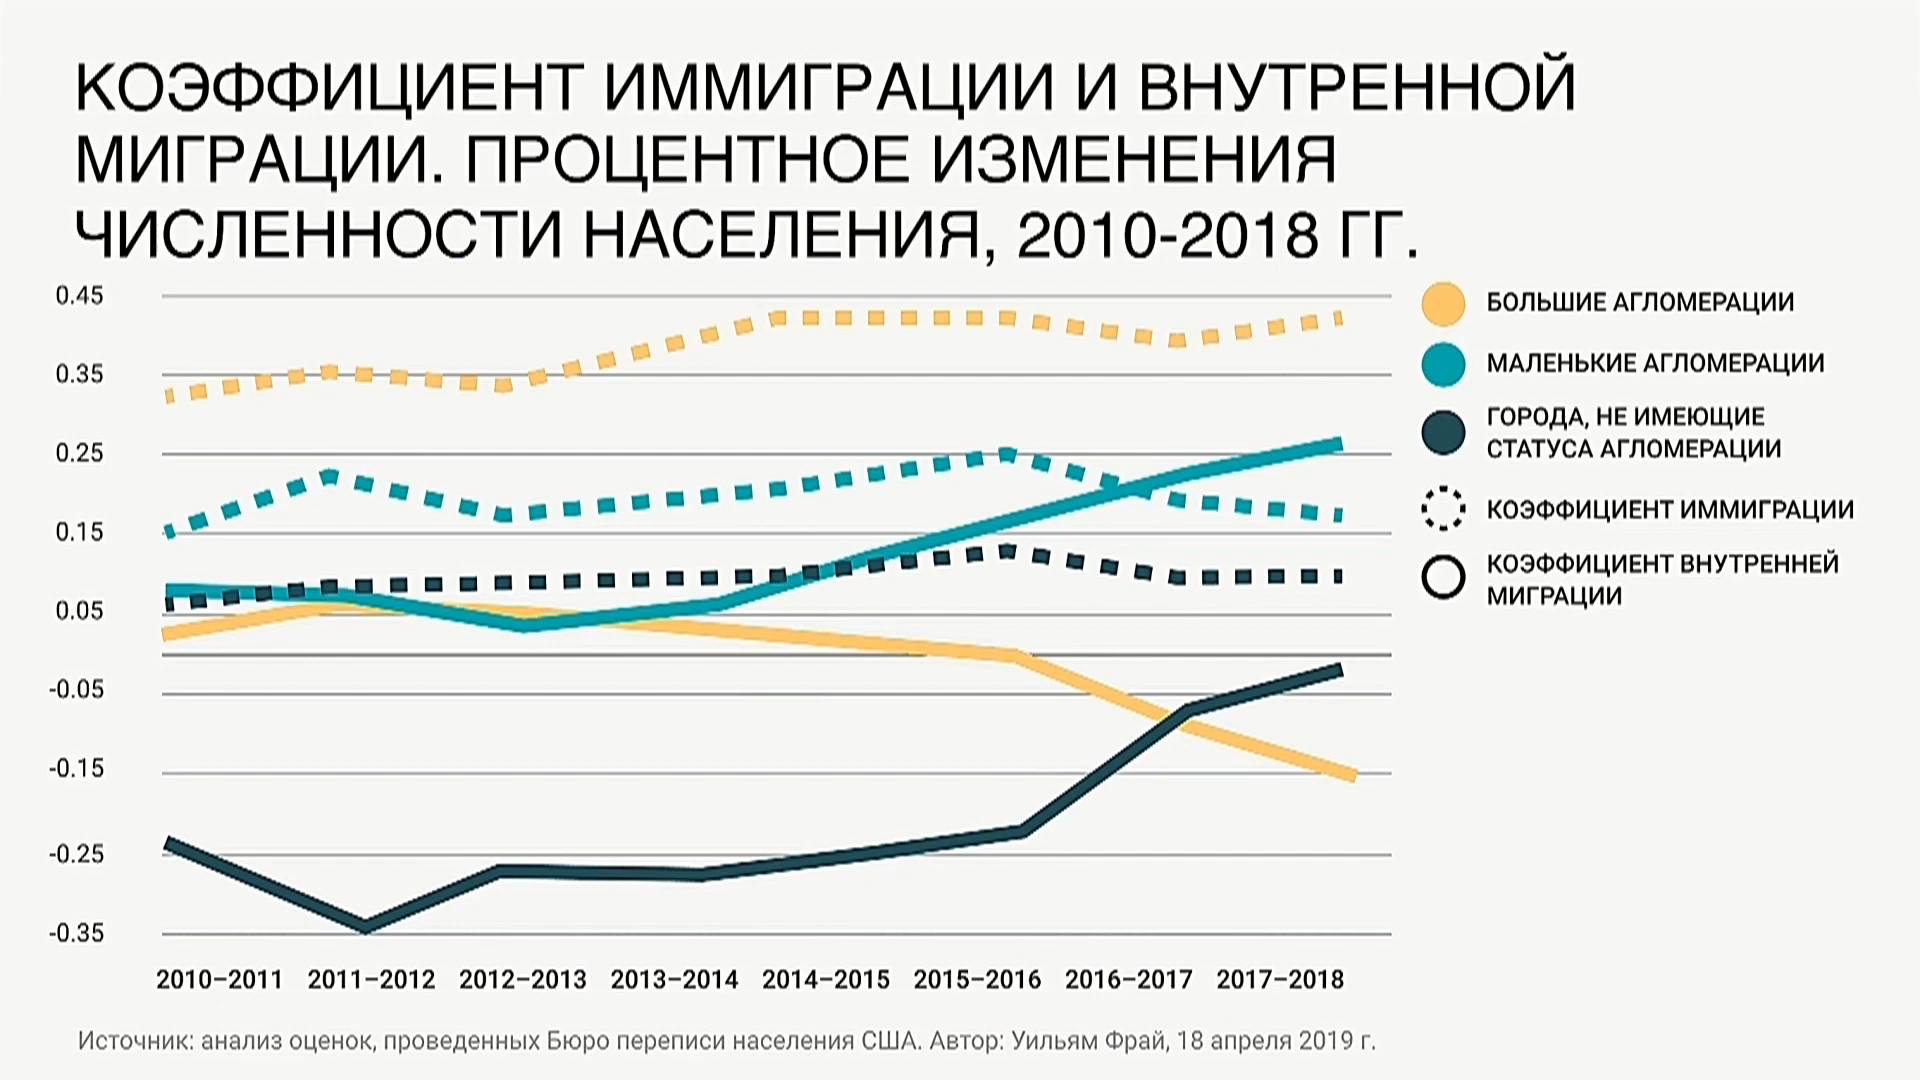 КОЭФФИЦИЕНТ ИММИГРАЦИИ И ВНУТРЕННОЙ
МИГРАЦИИ. ПРОЦЕНТНОЕ ИЗМЕНЕНИЯ
ЧИСЛЕННОСТИ НАСЕЛЕНИЯ, 2010-2018 ГГ.
0.45
0.35
0.25
0.15
0.05
-0.05
-0.15
-0.25
-0.35
2010–2011 2011–2012 2012–2013 2013–2014 2014–2015 2015–2016 2016–2017 2017–2018
БОЛЬШИЕ АГЛОМЕРАЦИИ
МАЛЕНЬКИЕ АГЛОМЕРАЦИИ
ГОРОДА, НЕ ИМЕЮЩИЕ
СТАТУСА АГЛОМЕРАЦИИ
КОЭФФИЦИЕНТ ИММИГРАЦИИ
КОЭФФИЦИЕНТ ВНУТРЕННЕЙ
МИГРАЦИИ
Источник: анализ оценок, проведенных Бюро переписи населения США. Автор: Уильям Фрай, 18 апреля 2019 г.